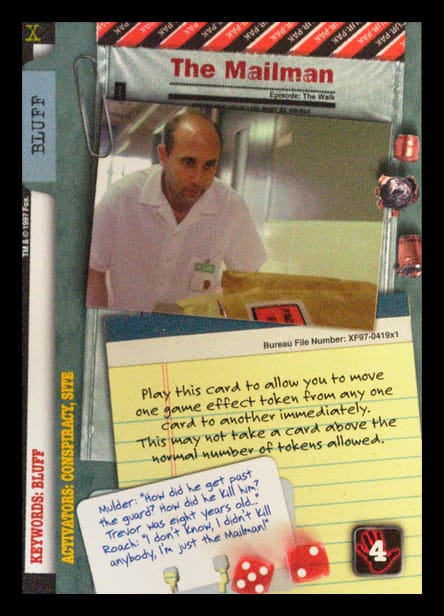 X
BLUFF
TM & © 1997 Fox.
KEYWORDS: BLUFF
ACTIVATORS: CONSPIRACY, SITE
UR-PAK
The Mailman
Episode: The Walk
Bureau File Number: XF97-0419x1
Play this card to allow you to move
one game effect token from any one
card to another immediately.
This may not take a card above the
normal number of tokens allowed.
Mulder: "How did he get past
the guard? How did he kill him?
Trevor was eight years old..."
Roach: "I don't know, I didn't kill
anybody, I'm just the Mailman!"
4